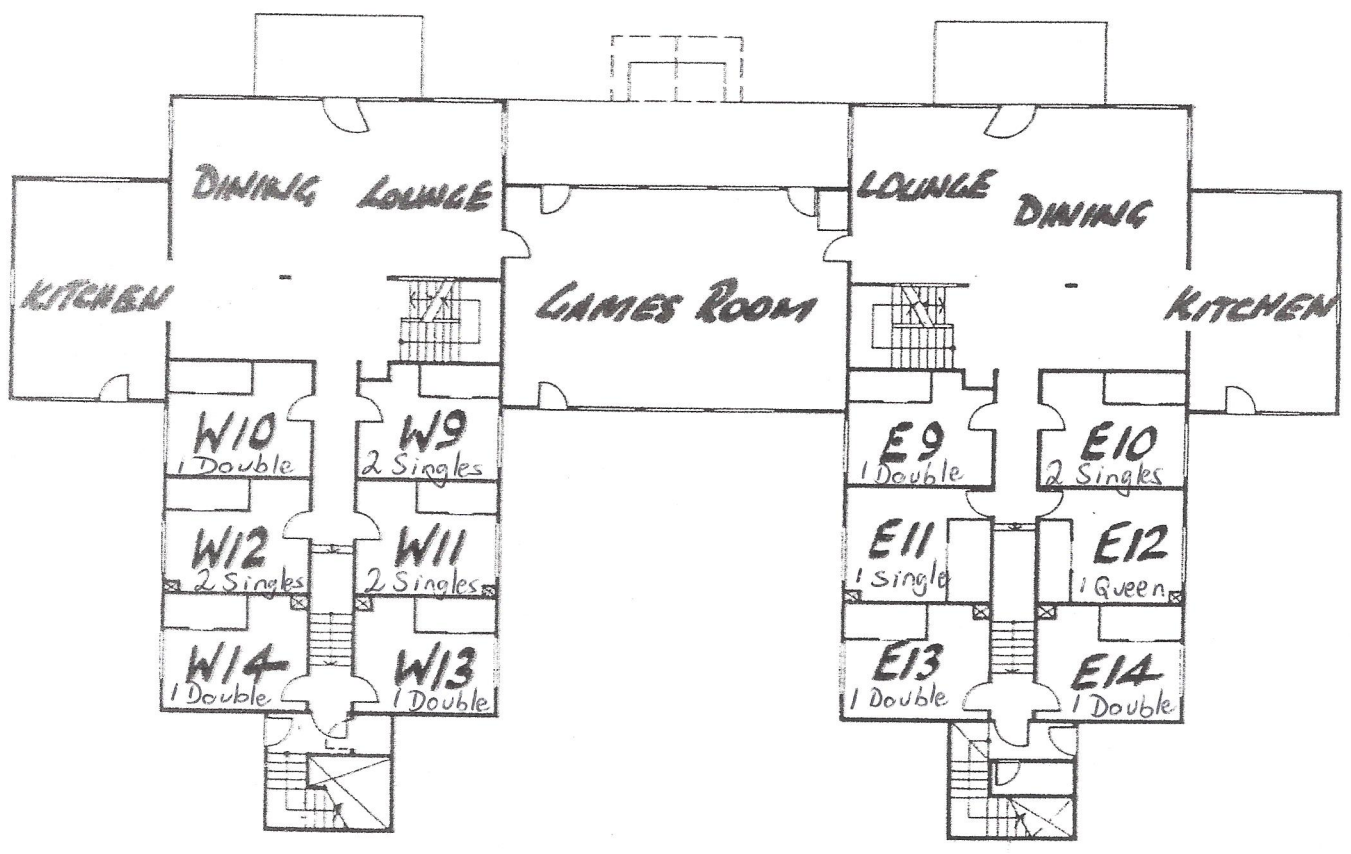 DINING
LOUNGE
LOUNGE
DINING
KITCHEN
GAMES ROOM
KITCHEN
W10
1 Double
W9
2 Singles
E9
1 Double
E10
2 Singles
W12
2 Singles
W11
2 Singles
E11
1 Single
E12
1 Queen
W14
1 Double
W13
1 Double
E13
1 Double
E14
1 Double